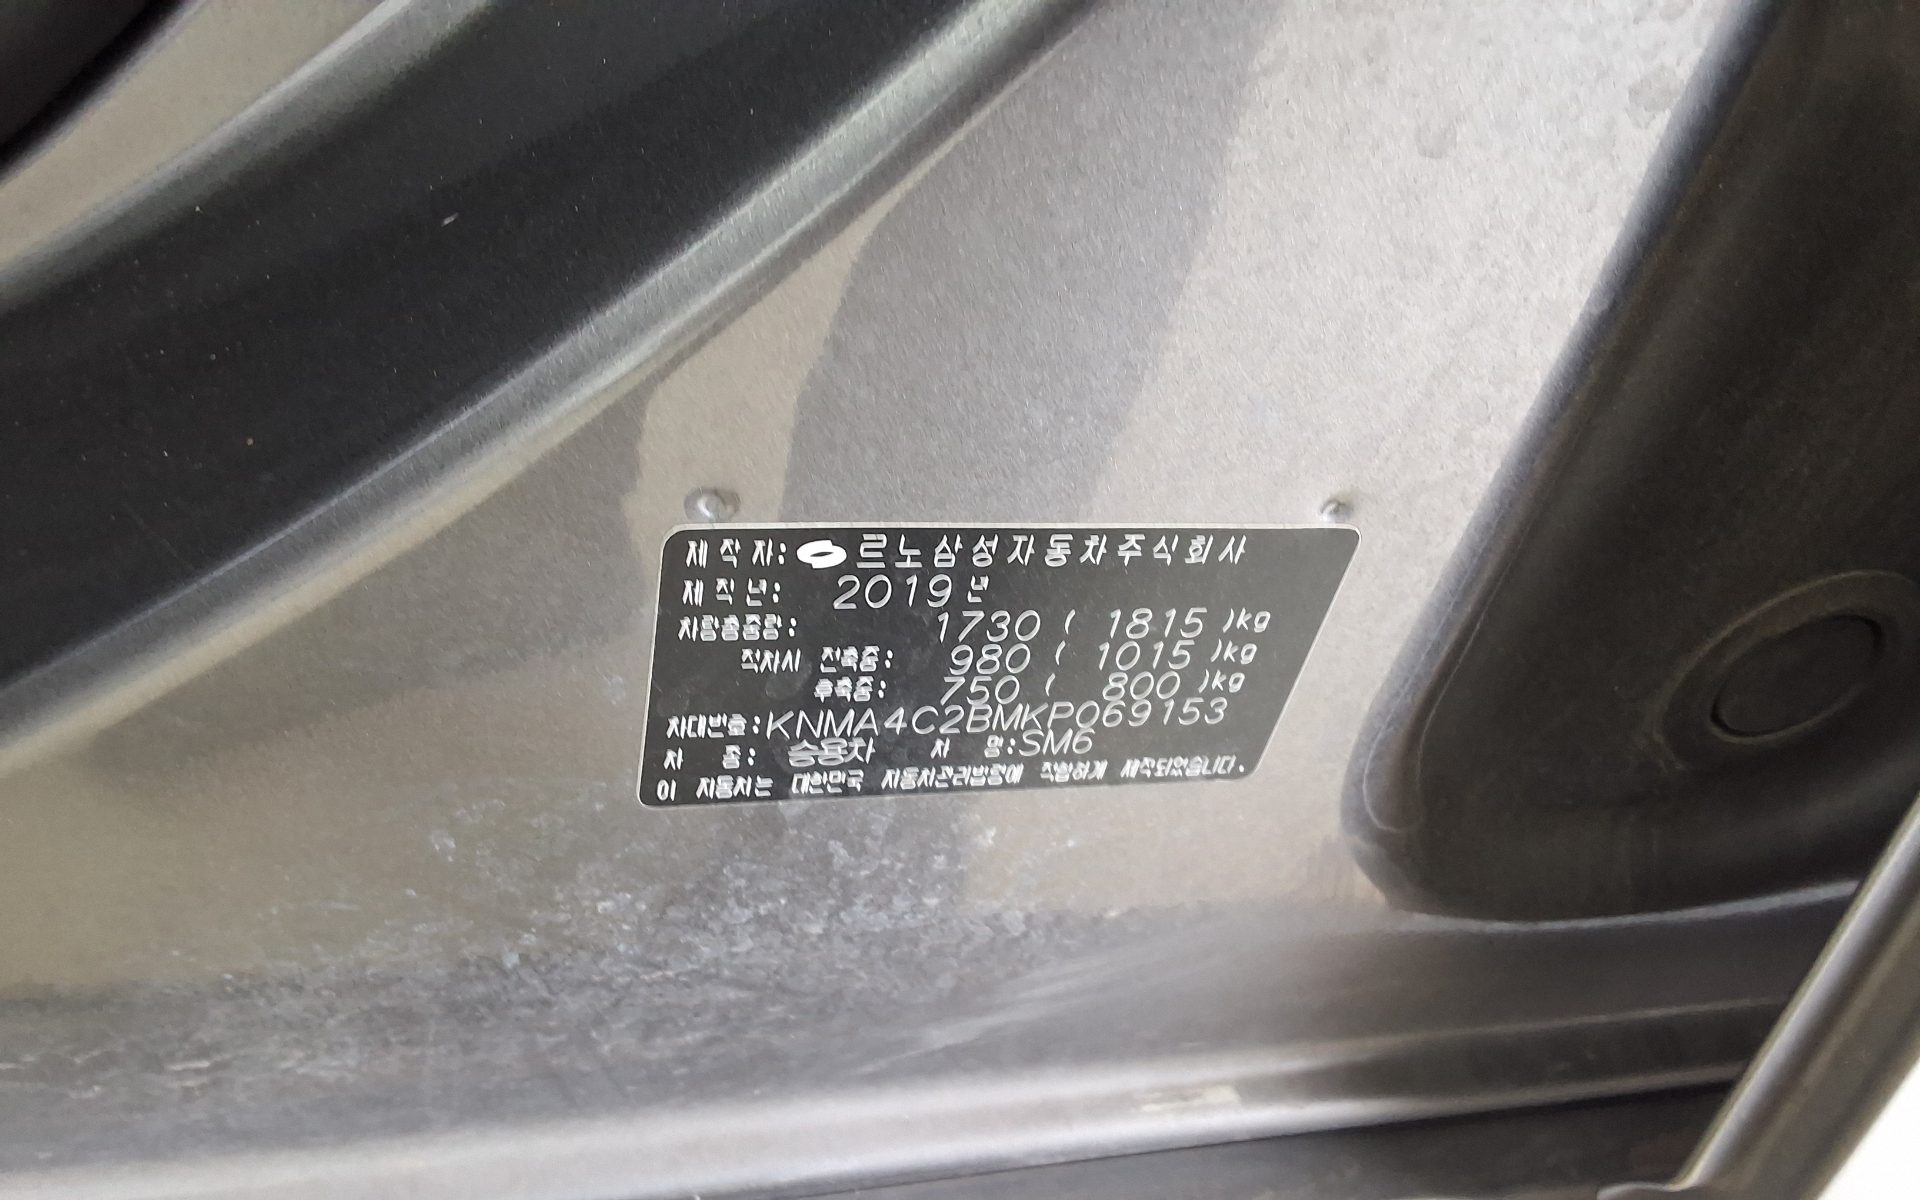 제 작 자: 르노삼성자동차주식회사
제 작 년: 2019년
차량총중량: 1730 ( 1815 )kg
적차시 전축중: 980 ( 1015 )kg
후축중: 750 ( 800 )kg
차대번호:KNMA4C2BMKP069153
차 종: 승용차 차 명:SM6
이 자동차는 대한민국 자동차관리법령에 적합하게 제작되었습니다.